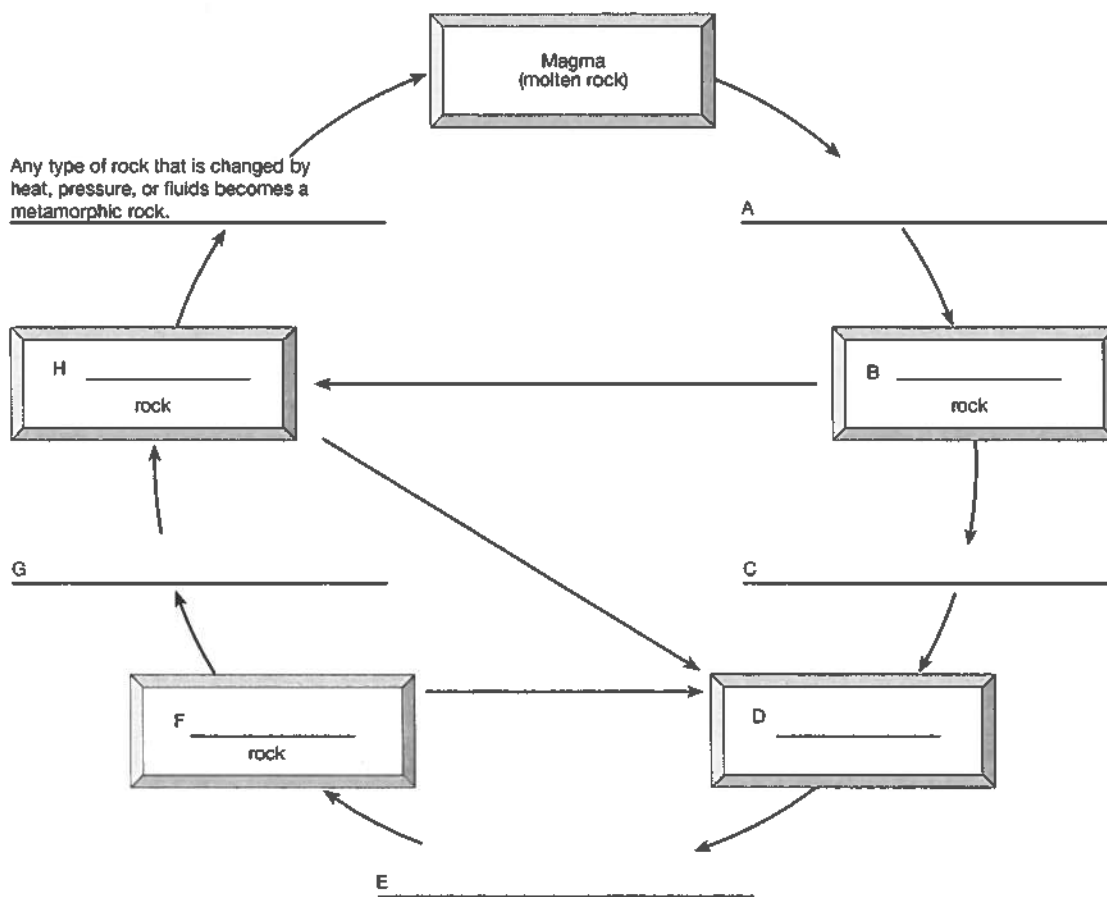 Magma
(molten rock)
Any type of rock that is changed by
heat, pressure, or fluids becomes a
metamorphic rock.
A
H
rock
B
rock
G
C
F
rock
D
E